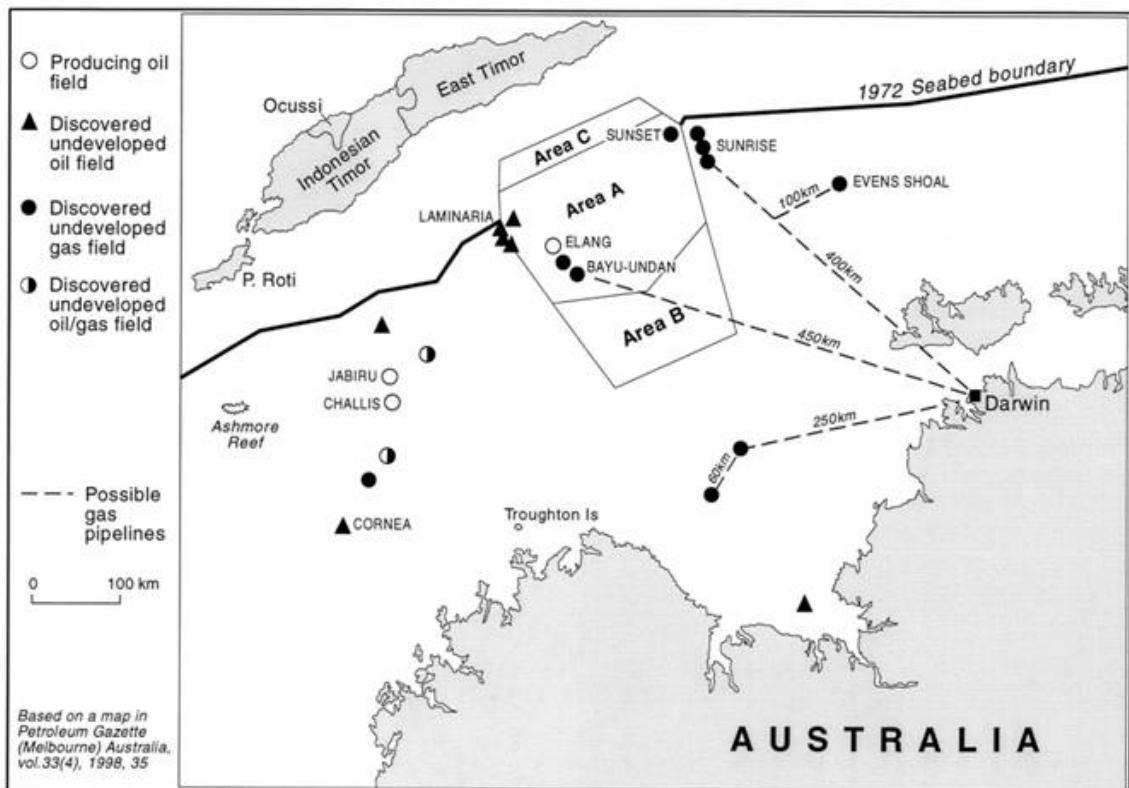 Producing oil
field
Discovered
undeveloped
oil field
Discovered
undeveloped
gas field
Discovered
undeveloped
oil/gas field
Possible
gas
pipelines
0 100 km
Based on a map in
Petroleum Gazette
(Melbourne) Australia,
vol.33(4), 1998, 35
1972 Seabed boundary
East Timor
Ocussi
Indonesian
Timor
P. Roti
Area C
SUNSET
SUNRISE
EVENS SHOAL
100km
Area A
LAMINARIA
400km
ELANG
BAYU-UNDAN
Area B
450km
JABIRU
CHALLIS
Ashmore
Reef
Darwin
250km
60km
CORNEA
Troughton Is
AUSTRALIA